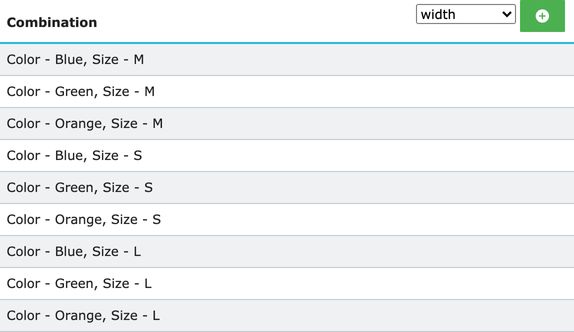 Combination
width
Color - Blue, Size - M
Color - Green, Size - M
Color - Orange, Size - M
Color - Blue, Size - S
Color - Green, Size - S
Color - Orange, Size - S
Color - Blue, Size - L
Color - Green, Size - L
Color - Orange, Size - L